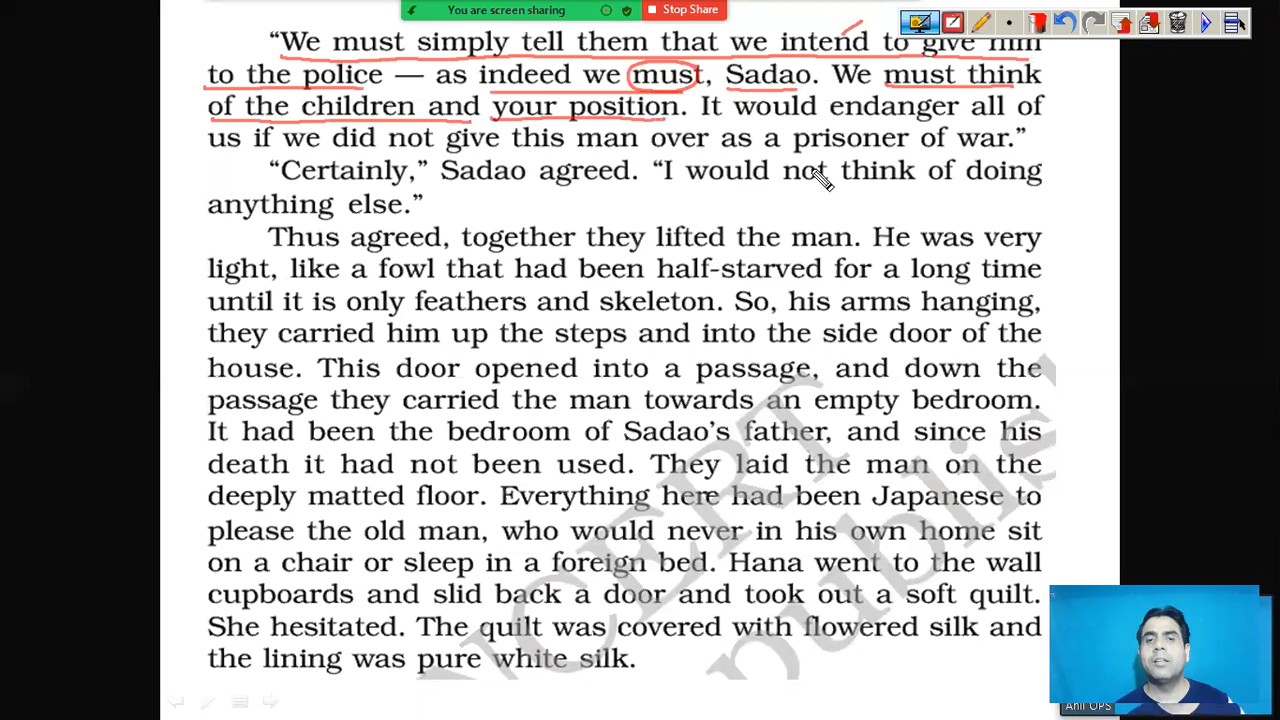 You are screen sharing
Stop Share
“We must simply tell them that we intend to give him
to the police — as indeed we must, Sadao. We must think
of the children and your position. It would endanger all of
us if we did not give this man over as a prisoner of war.”
“Certainly,” Sadao agreed. “I would not think of doing
anything else.”
Thus agreed, together they lifted the man. He was very
light, like a fowl that had been half-starved for a long time
until it is only feathers and skeleton. So, his arms hanging,
they carried him up the steps and into the side door of the
house. This door opened into a passage, and down the
passage they carried the man towards an empty bedroom.
It had been the bedroom of Sadao’s father, and since his
death it had not been used. They laid the man on the
deeply matted floor. Everything here had been Japanese to
please the old man, who would never in his own home sit
on a chair or sleep in a foreign bed. Hana went to the wall
cupboards and slid back a door and took out a soft quilt.
She hesitated. The quilt was covered with flowered silk and
the lining was pure white silk.
NCERT
publis
Anil OPS